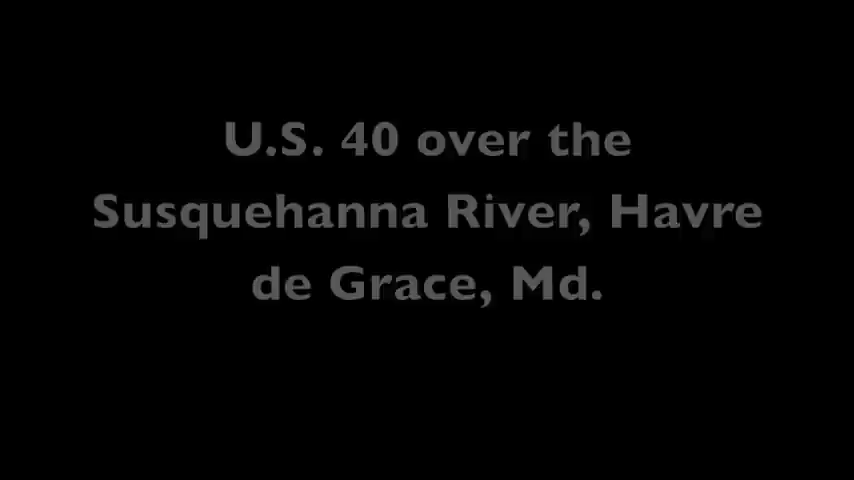 U.S. 40 over the
Susquehanna River, Havre
de Grace, Md.